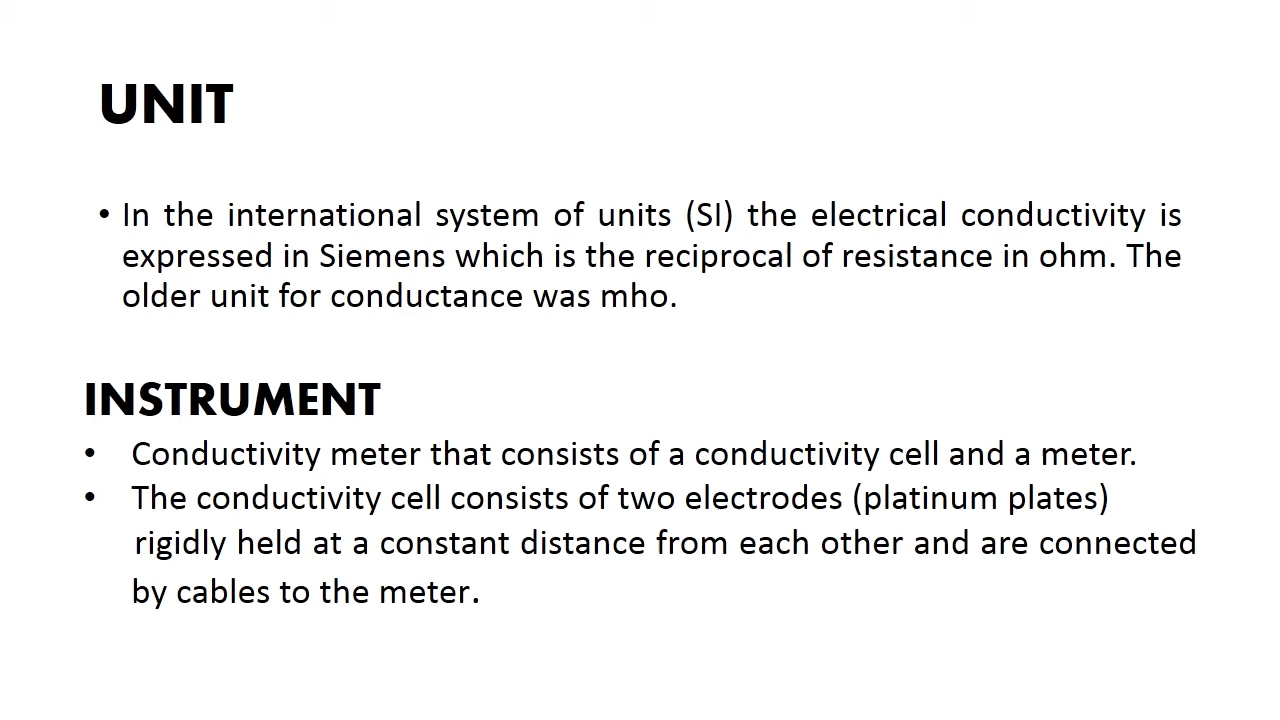 UNIT
• In the international system of units (SI) the electrical conductivity is
expressed in Siemens which is the reciprocal of resistance in ohm. The
older unit for conductance was mho.
INSTRUMENT
• Conductivity meter that consists of a conductivity cell and a meter.
• The conductivity cell consists of two electrodes (platinum plates)
rigidly held at a constant distance from each other and are connected
by cables to the meter.